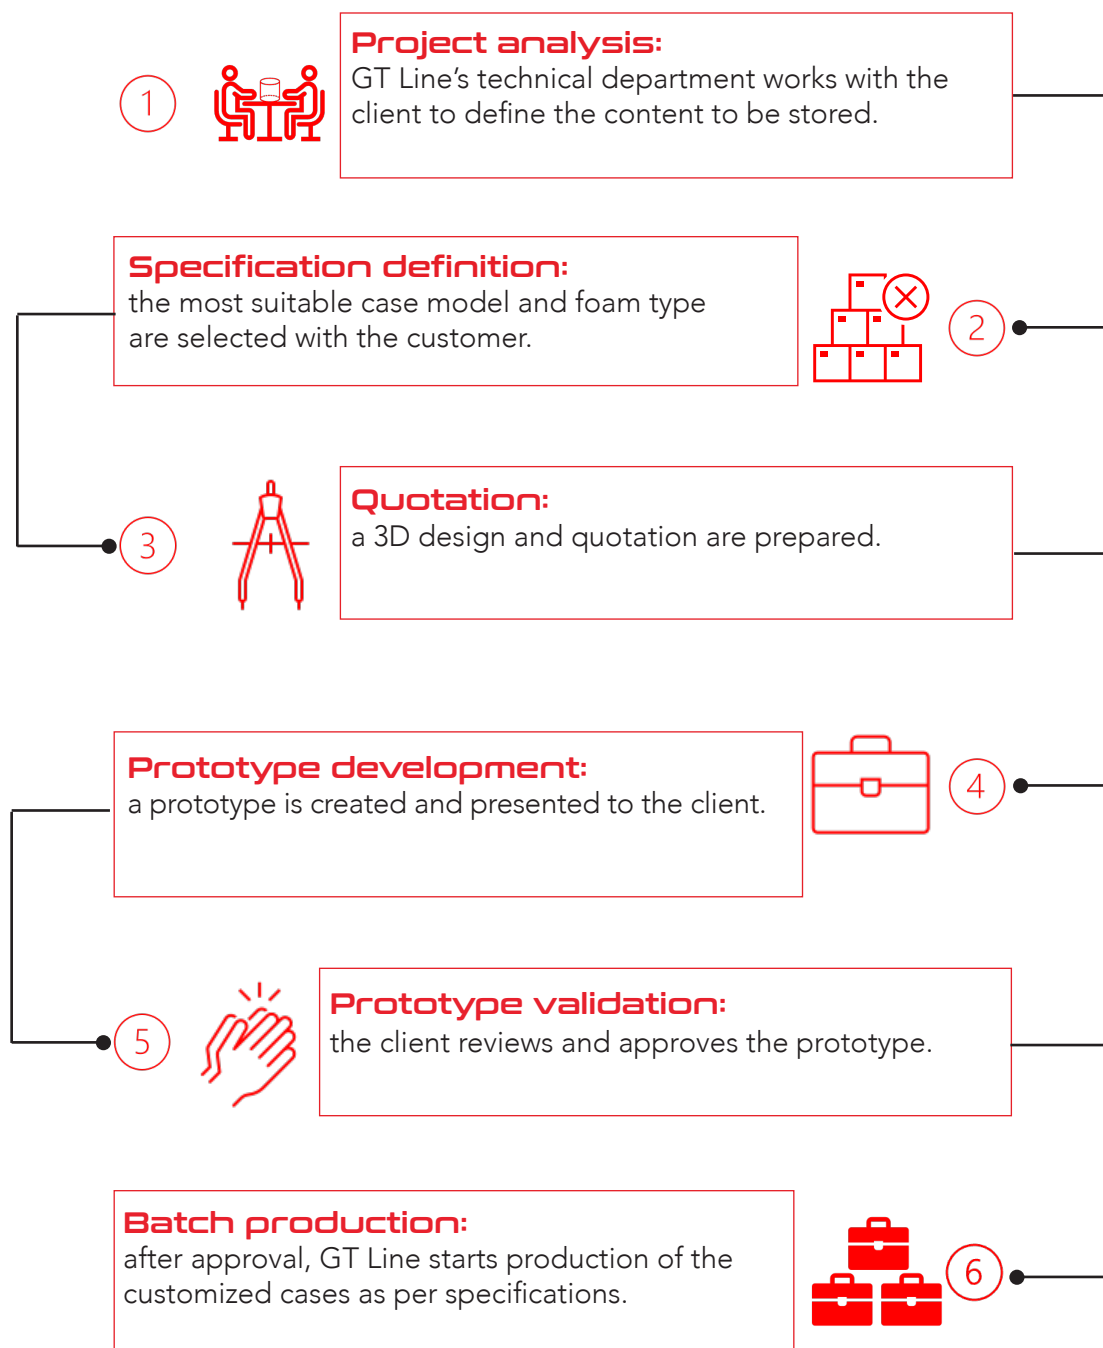 1
Project analysis:
GT Line’s technical department works with the
client to define the content to be stored.
Specification definition:
the most suitable case model and foam type
are selected with the customer.
2
3
Quotation:
a 3D design and quotation are prepared.
Prototype development:
a prototype is created and presented to the client.
4
5
Prototype validation:
the client reviews and approves the prototype.
Batch production:
after approval, GT Line starts production of the
customized cases as per specifications.
6